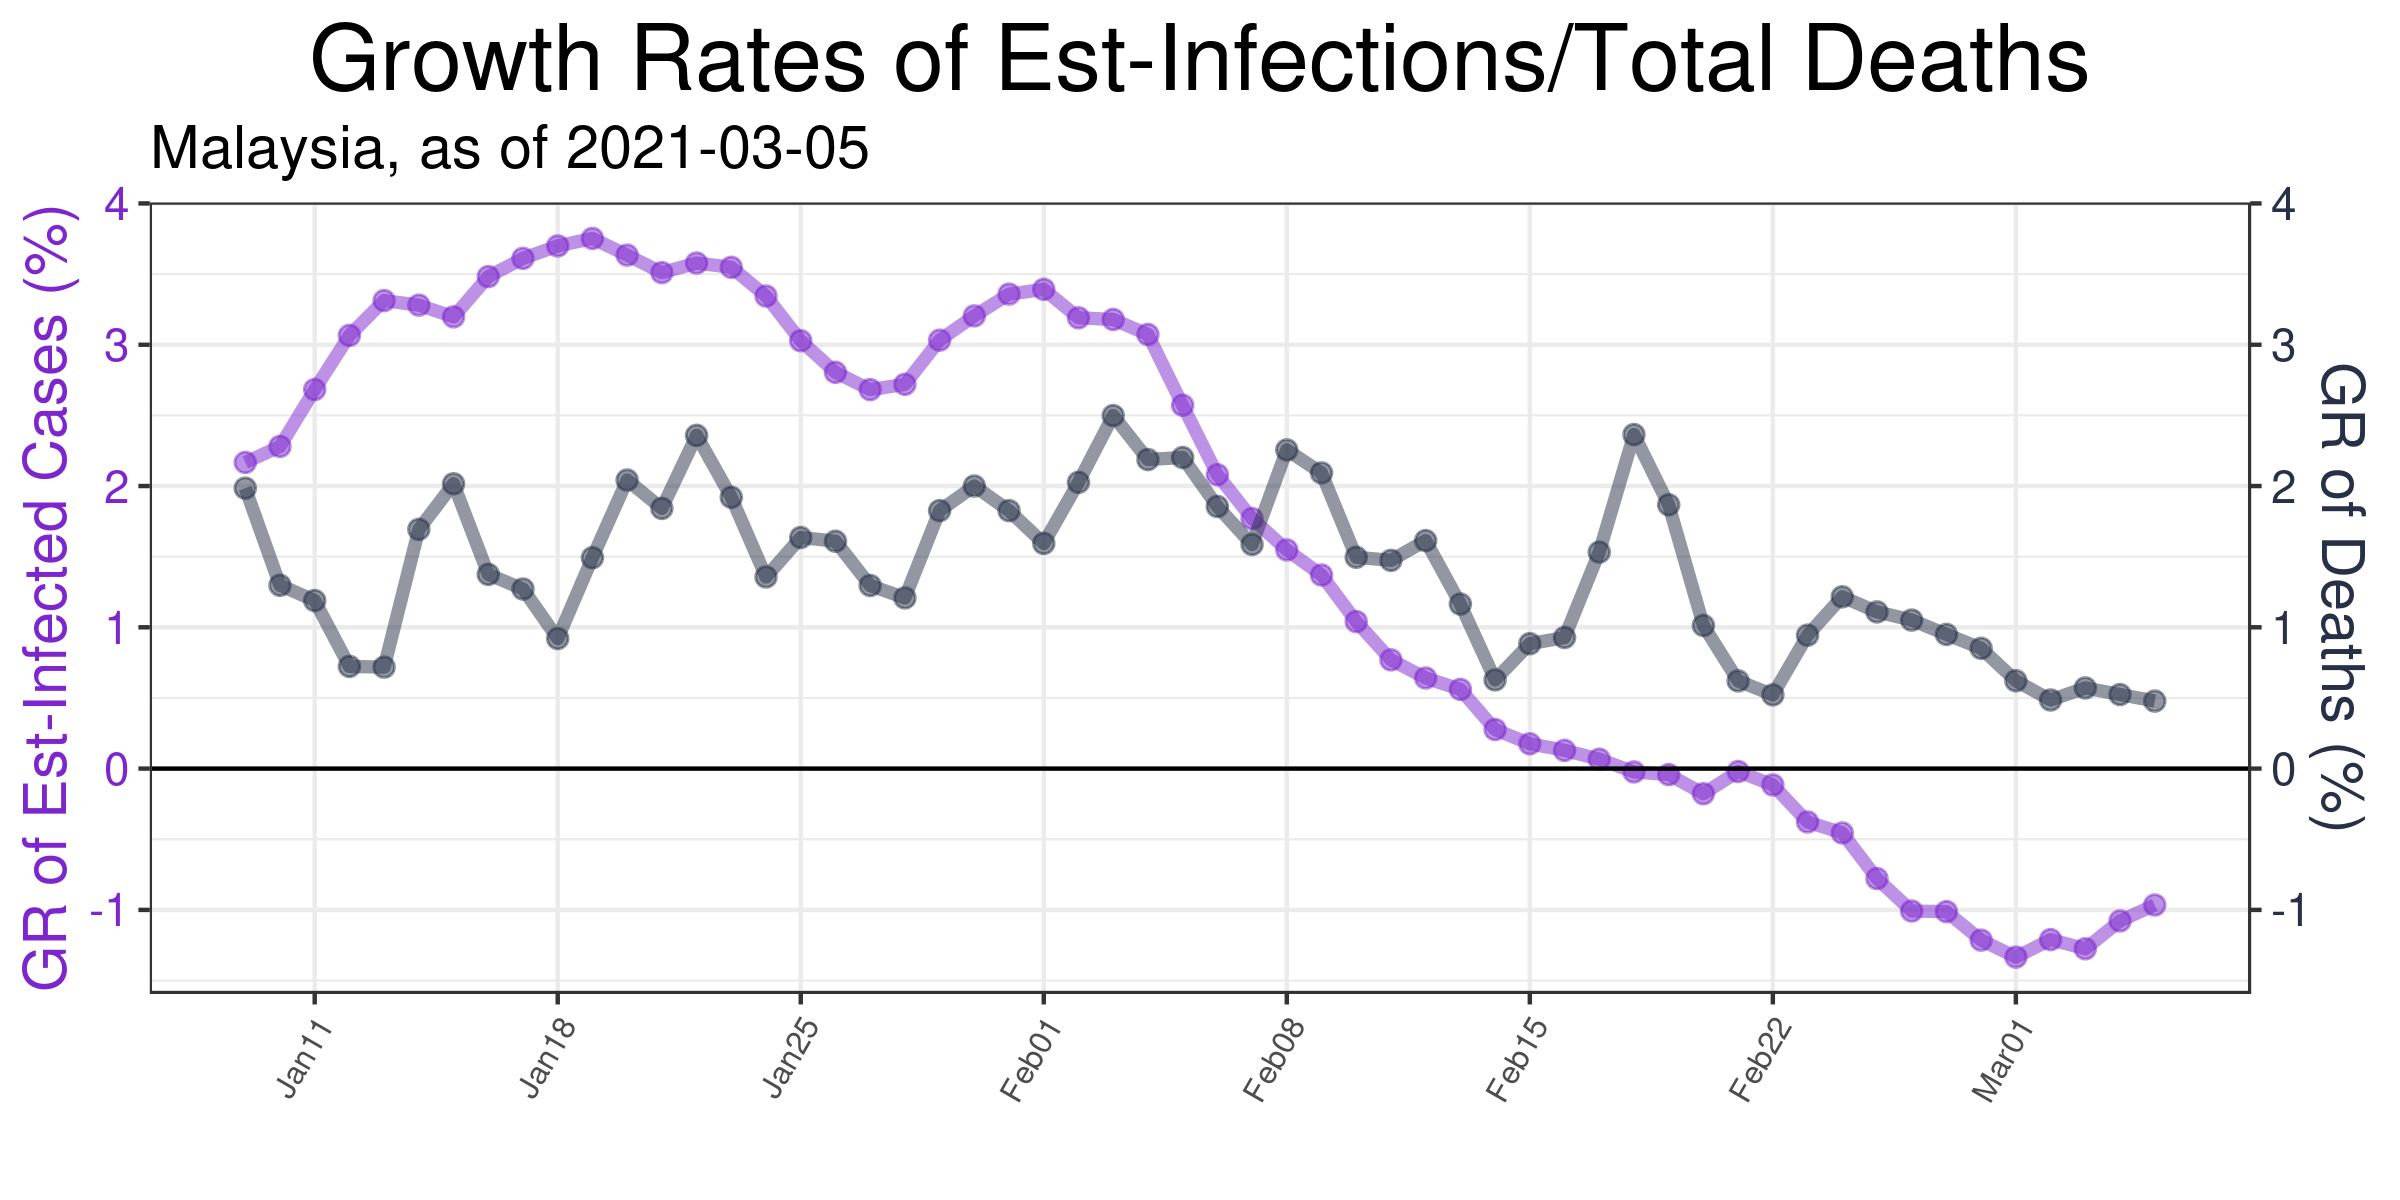 Growth Rates of Est-Infections/Total Deaths
Malaysia, as of 2021-03-05
GR of Est-Infected Cases (%)
4
3
2
1
0
-1
4
3
2
1
0
-1
GR of Deaths (%)
Jan11
Jan18
Jan25
Feb01
Feb08
Feb15
Feb22
Mar01